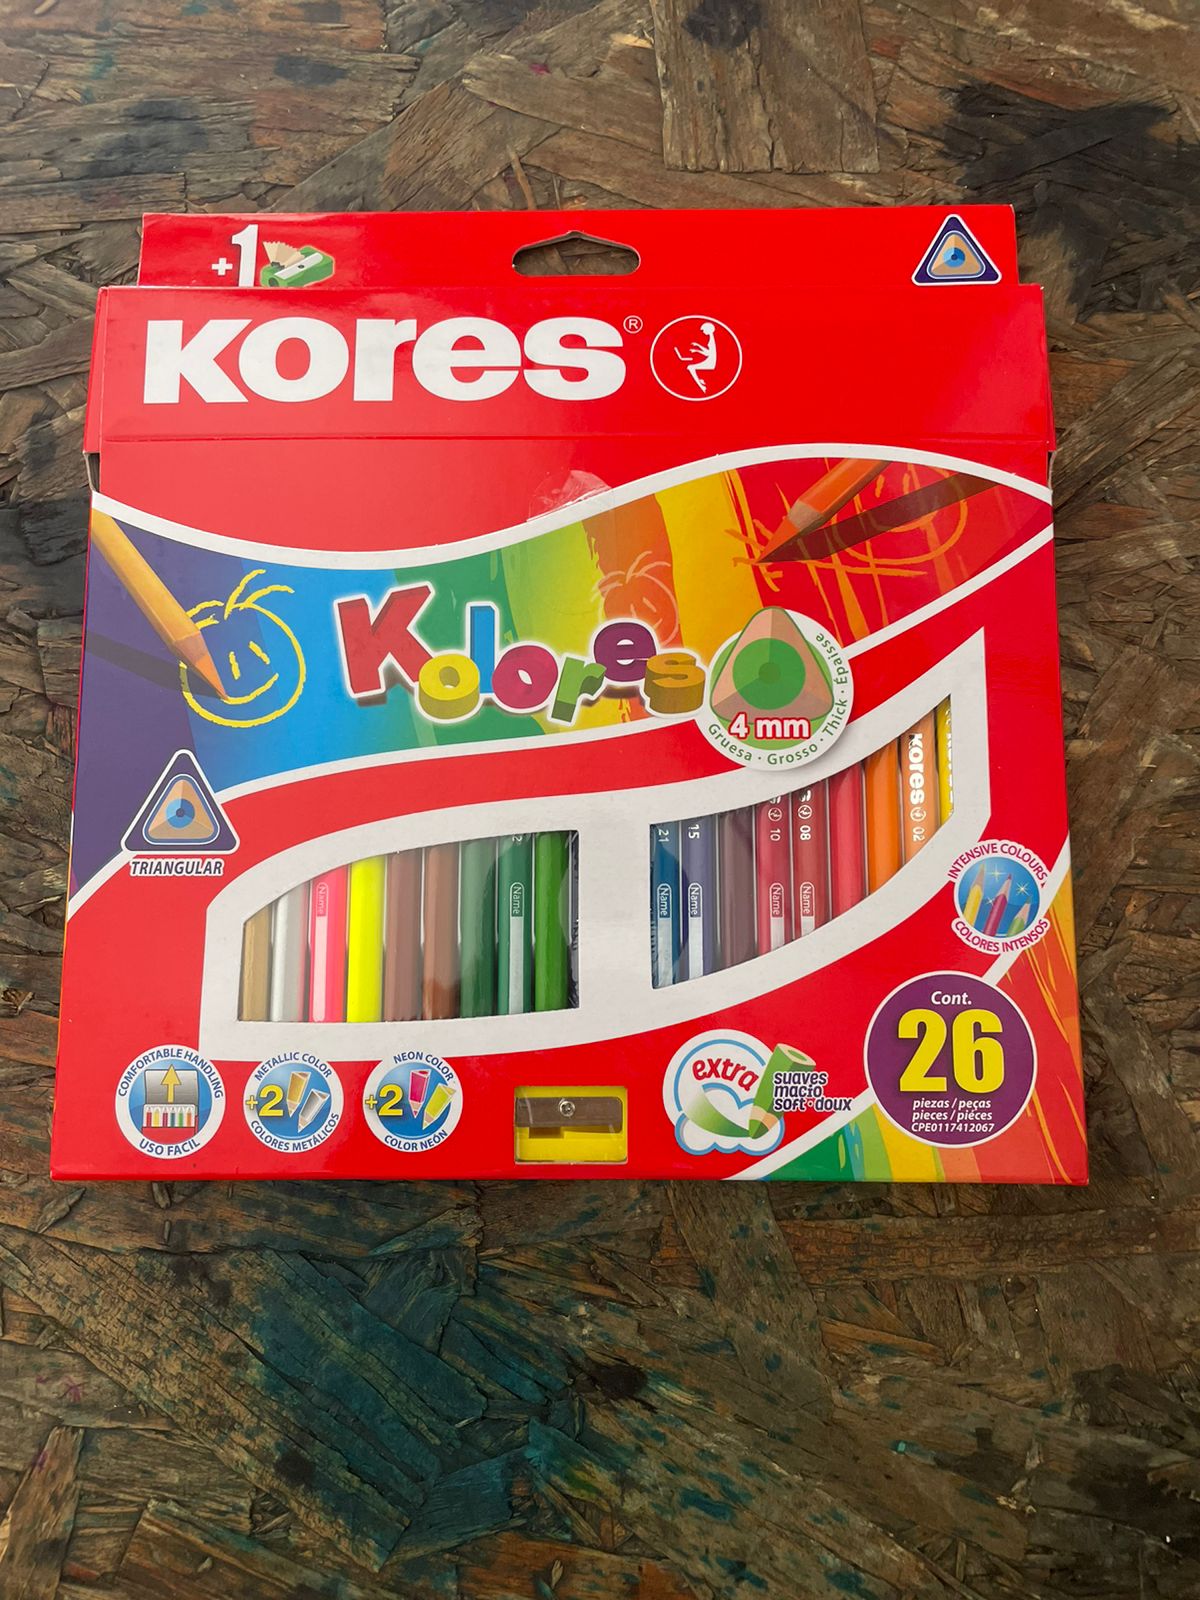 +1
Kores®
Kolores
4 mm
Gruesa · Grosso · Thick · Épaisse
TRIANGULAR
Kores
02
21
15
10
08
Name
Name
Name
Name
Name
Name
INTENSIVE COLOURS
COLORES INTENSOS
COMFORTABLE HANDLING
USO FACIL
METALLIC COLOR
+2
COLORES METÁLICOS
NEON COLOR
+2
COLOR NEÓN
extra
suaves
macio
soft·doux
Cont.
26
piezas / peças
pieces / piéces
CPE0117412067